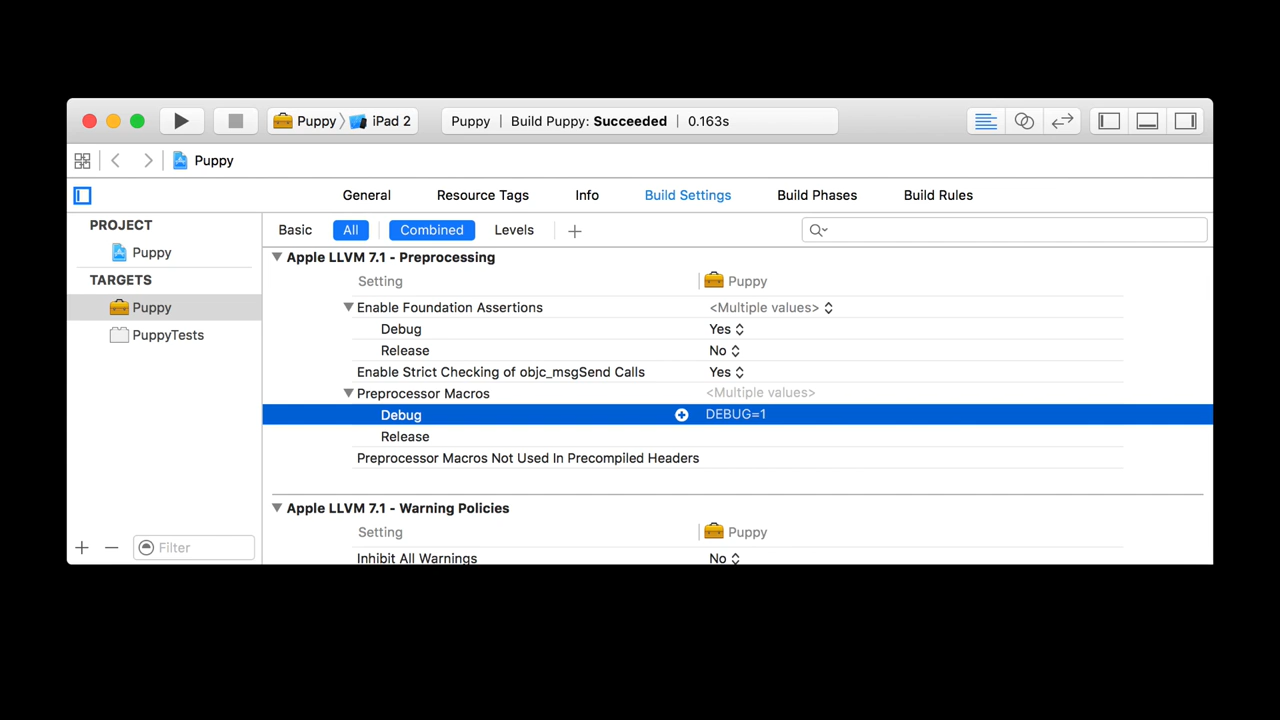 Puppy 〉 iPad 2
Puppy | Build Puppy: Succeeded | 0.163s
Puppy
General Resource Tags Info Build Settings Build Phases Build Rules
PROJECT
Puppy
TARGETS
Puppy
PuppyTests
Filter
Basic All Combined Levels
Apple LLVM 7.1 - Preprocessing
Setting Puppy
Enable Foundation Assertions <Multiple values>
Debug Yes
Release No
Enable Strict Checking of objc_msgSend Calls Yes
Preprocessor Macros <Multiple values>
Debug DEBUG=1
Release
Preprocessor Macros Not Used In Precompiled Headers
Apple LLVM 7.1 - Warning Policies
Setting Puppy
Inhibit All Warnings No